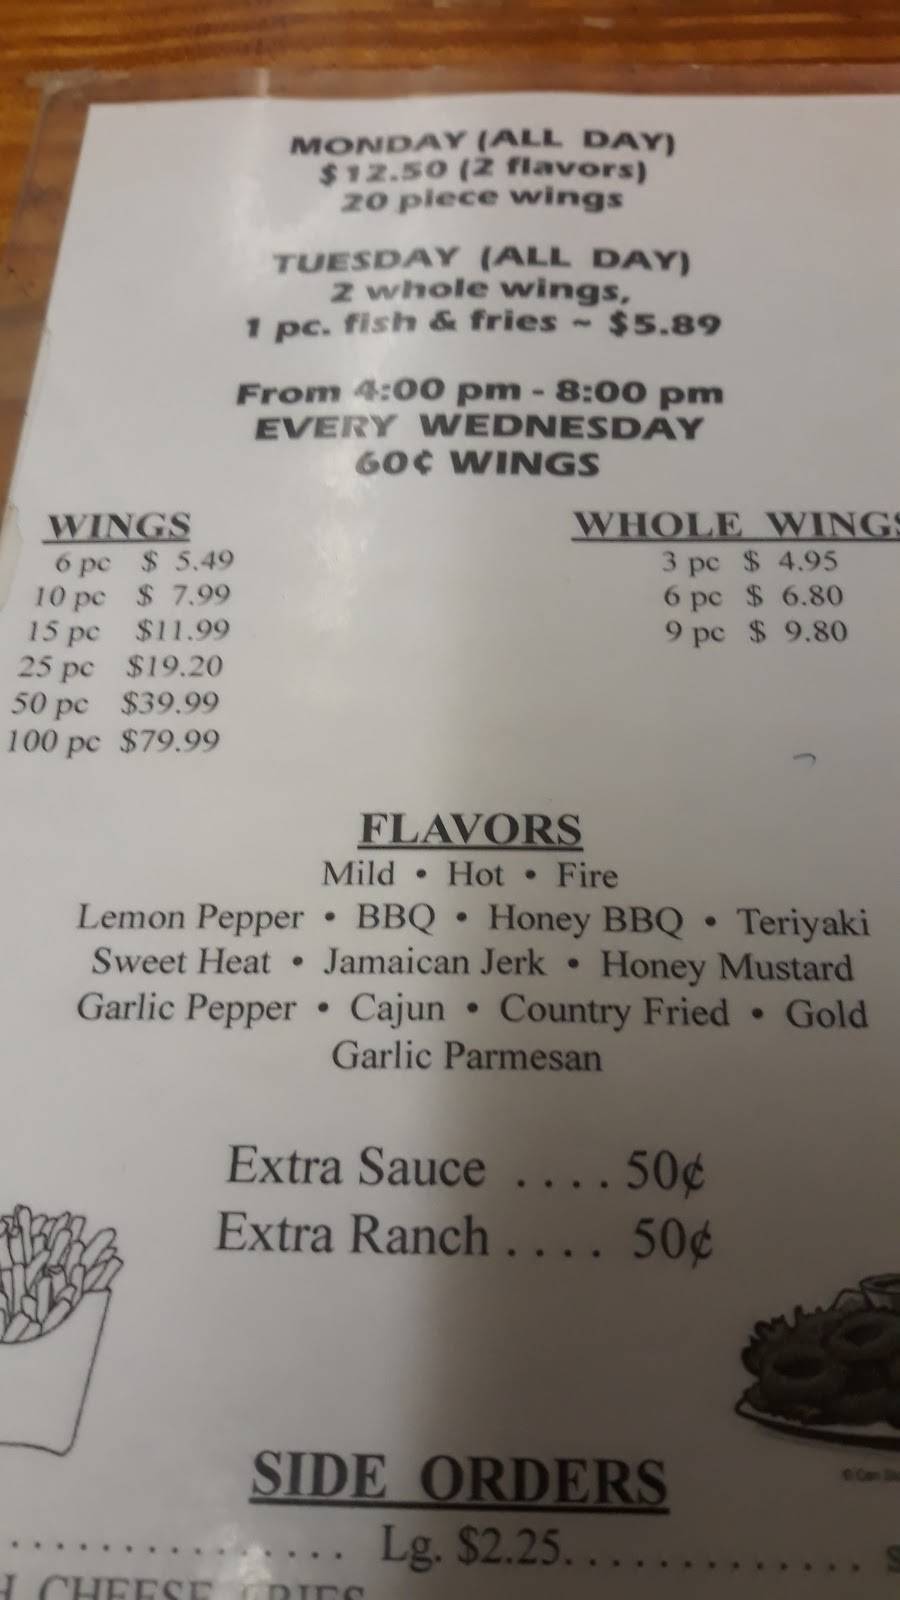 MONDAY (ALL DAY)
$12.50 (2 flavors)
20 piece wings
TUESDAY (ALL DAY)
2 whole wings,
1 pc. fish & fries ~ $5.89
From 4:00 pm - 8:00 pm
EVERY WEDNESDAY
60¢ WINGS
WINGS
6 pc $ 5.49
10 pc $ 7.99
15 pc $11.99
25 pc $19.20
50 pc $39.99
100 pc $79.99
WHOLE WINGS
3 pc $ 4.95
6 pc $ 6.80
9 pc $ 9.80
FLAVORS
Mild • Hot • Fire
Lemon Pepper • BBQ • Honey BBQ • Teriyaki
Sweet Heat • Jamaican Jerk • Honey Mustard
Garlic Pepper • Cajun • Country Fried • Gold
Garlic Parmesan
Extra Sauce .... 50¢
Extra Ranch .... 50¢
SIDE ORDERS
................ Lg. $2.25..............
CHEESE FRIES